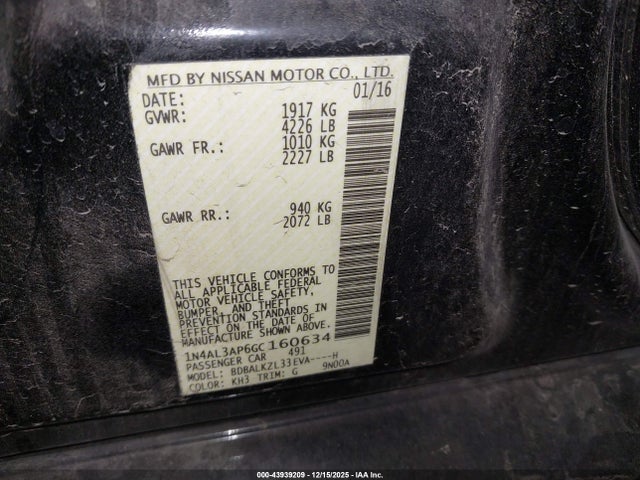 MFD BY NISSAN MOTOR CO., LTD.
DATE: 01/16
GVWR: 1917 KG
4226 LB
GAWR FR.: 1010 KG
2227 LB
GAWR RR.: 940 KG
2072 LB
THIS VEHICLE CONFORMS TO
ALL APPLICABLE FEDERAL
MOTOR VEHICLE SAFETY,
BUMPER, AND THEFT
PREVENTION STANDARDS IN
EFFECT ON THE DATE OF
MANUFACTURE SHOWN ABOVE.
1N4AL3AP6GC160634
PASSENGER CAR 491
MODEL: BDBALKZL33EVA----H
COLOR: KH3 TRIM: G 9N00A
000-43939209 - 12/15/2025 - IAA Inc.